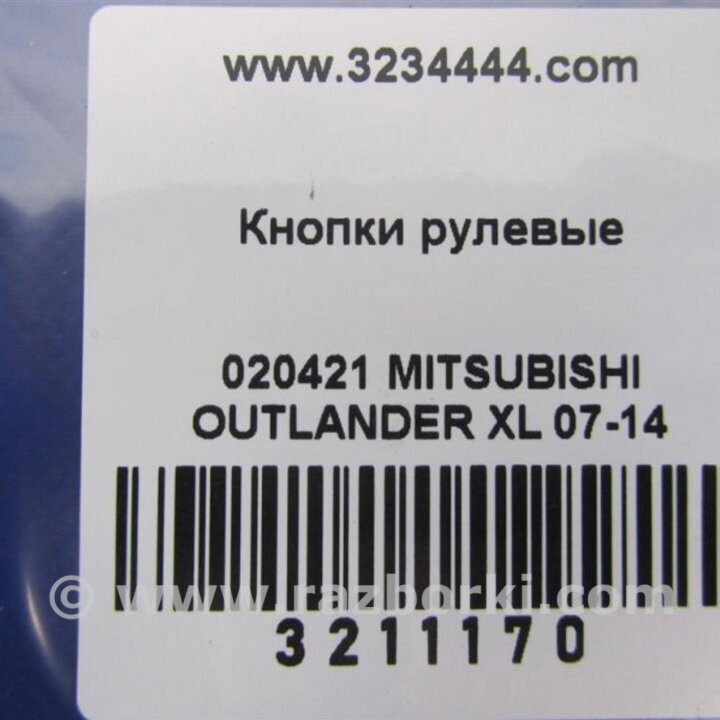 www.3234444.com
Кнопки рулевые
020421 MITSUBISHI
OUTLANDER XL 07-14
© www.razborki.com
3211170